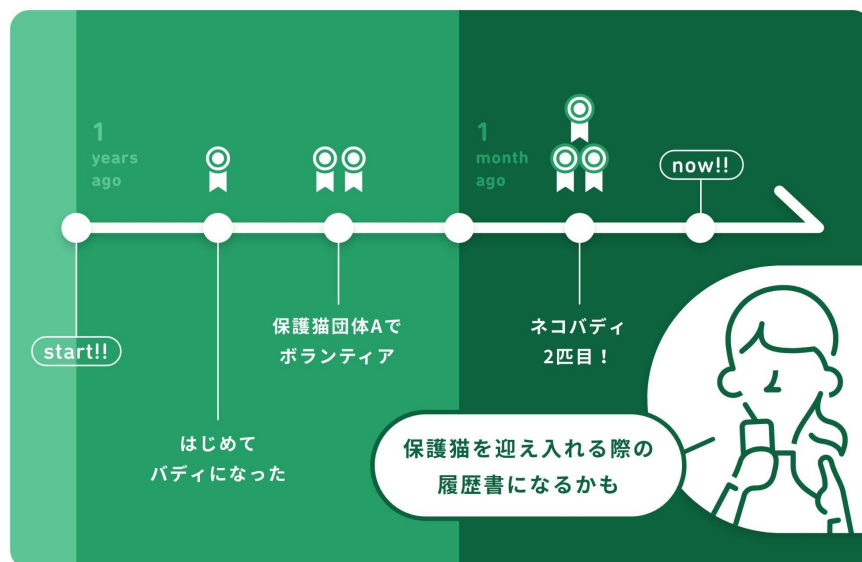 1
years
ago
1
month
ago
now!!
start!!
保護猫団体Aで
ボランティア
ネコバディ
2匹目！
はじめて
バディになった
保護猫を迎え入れる際の
履歴書になるかも